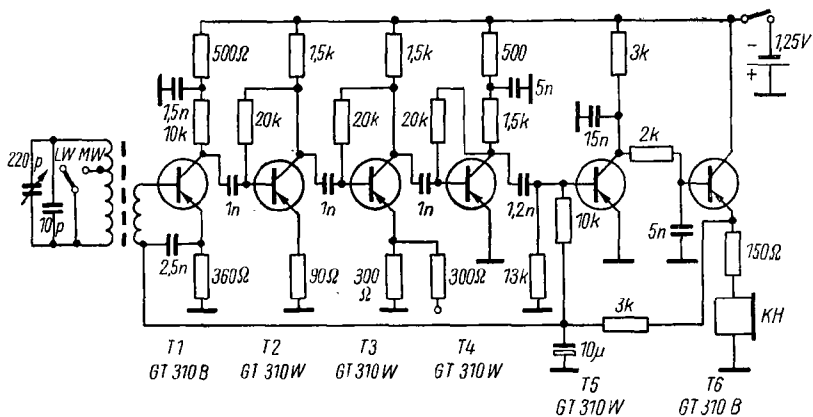 500Ω
1,5k
1,5k
500
3k
-
+
1,25V
1,5n
10k
20k
20k
20k
5n
1,5k
15n
2k
220p
LW MW
10p
1n
1n
1n
1,2n
10k
5n
2,5n
360Ω
90Ω
300Ω
300Ω
13k
150Ω
3k
KH
10μ
T1
GT 310 B
T2
GT 310 W
T3
GT 310 W
T4
GT 310 W
T5
GT 310 W
T6
GT 310 B